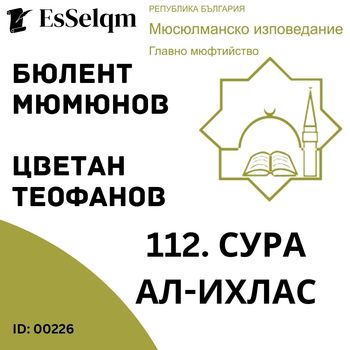 EsSelqm
РЕПУБЛИКА БЪЛГАРИЯ
Мюсюлманско изповедание
Главно мюфтийство
БЮЛЕНТ
МЮМЮНОВ
ЦВЕТАН
ТЕОФАНОВ
112. СУРА
АЛ-ИХЛАС
ID: 00226